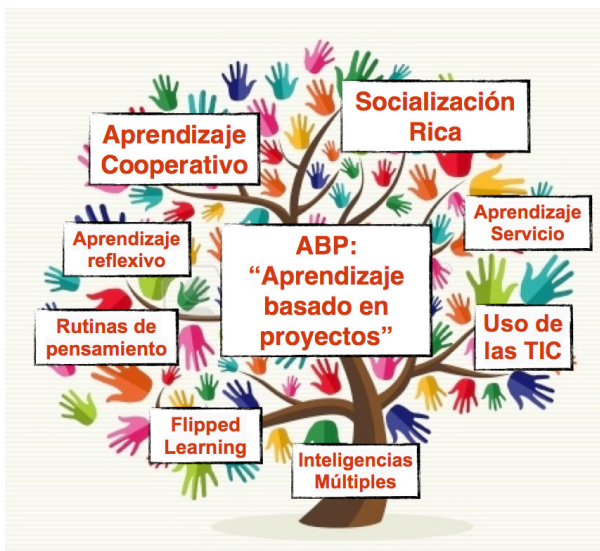 Socialización
Rica
Aprendizaje
Cooperativo
Aprendizaje
Servicio
Aprendizaje
reflexivo
ABP:
“Aprendizaje
basado en
proyectos”
Rutinas de
pensamiento
Uso de
las TIC
Flipped
Learning
Inteligencias
Múltiples